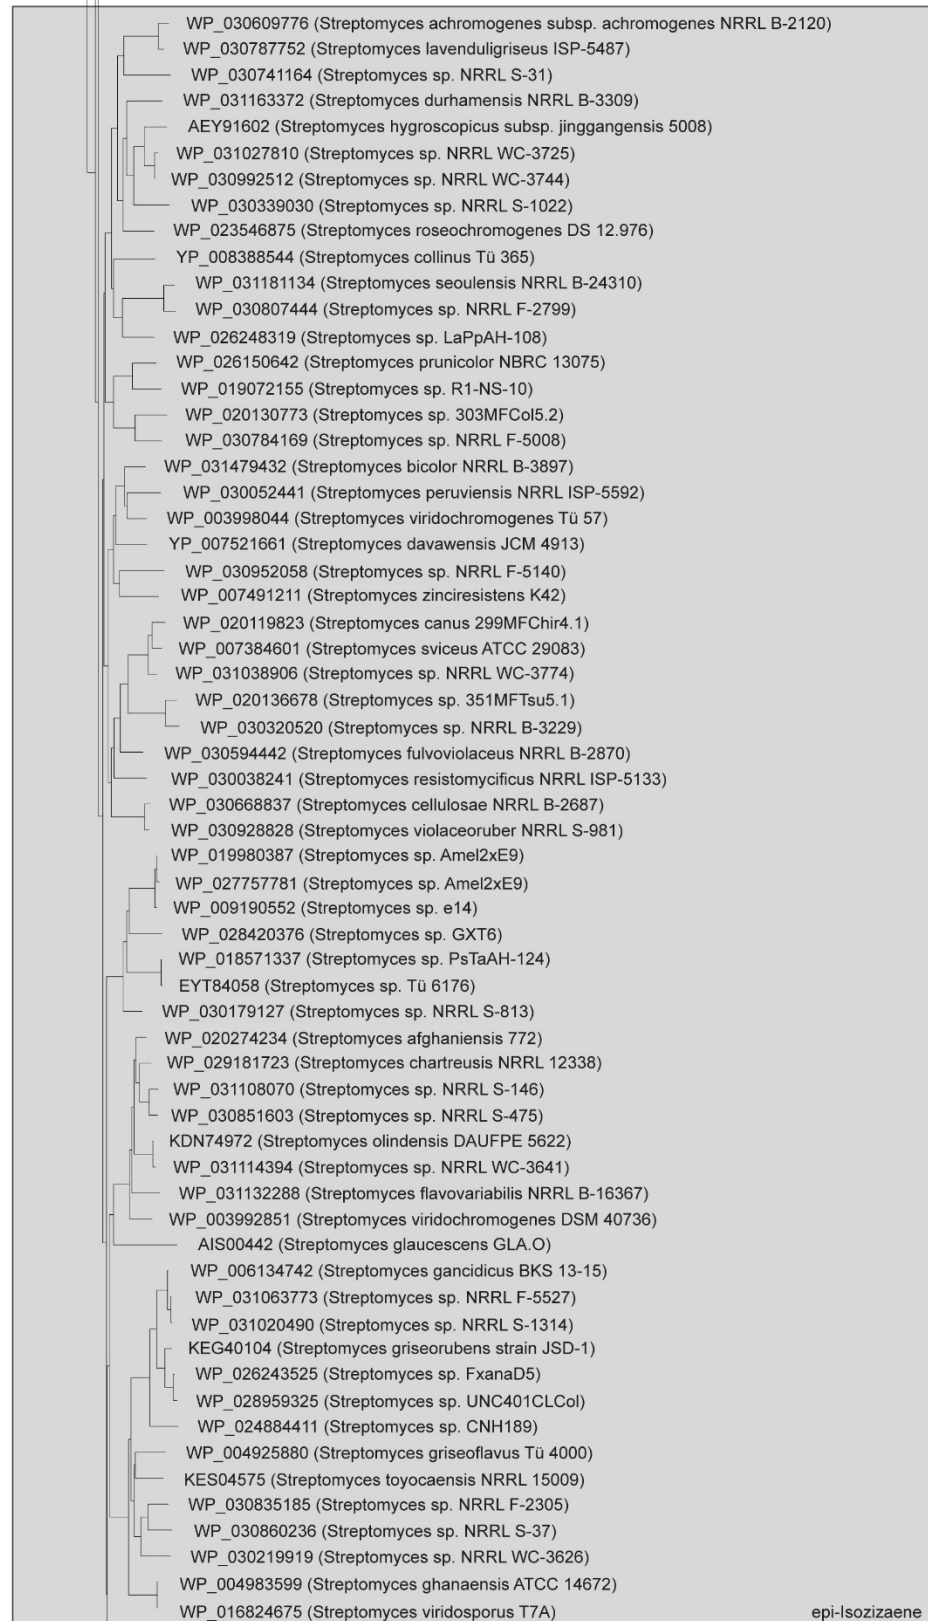 WP_030609776 (Streptomyces achromogenes subsp. achromogenes NRRL B-2120)
WP_030787752 (Streptomyces lavenduligriseus ISP-5487)
WP_030741164 (Streptomyces sp. NRRL S-31)
WP_031163372 (Streptomyces durhamensis NRRL B-3309)
AEY91602 (Streptomyces hygroscopicus subsp. jinggangensis 5008)
WP_031027810 (Streptomyces sp. NRRL WC-3725)
WP_030992512 (Streptomyces sp. NRRL WC-3744)
WP_030339030 (Streptomyces sp. NRRL S-1022)
WP_023546875 (Streptomyces roseochromogenes DS 12.976)
YP_008388544 (Streptomyces collinus Tü 365)
WP_031181134 (Streptomyces seoulensis NRRL B-24310)
WP_030807444 (Streptomyces sp. NRRL F-2799)
WP_026248319 (Streptomyces sp. LaPpAH-108)
WP_026150642 (Streptomyces prunicolor NBRC 13075)
WP_019072155 (Streptomyces sp. R1-NS-10)
WP_020130773 (Streptomyces sp. 303MFCol5.2)
WP_030784169 (Streptomyces sp. NRRL F-5008)
WP_031479432 (Streptomyces bicolor NRRL B-3897)
WP_030052441 (Streptomyces peruviensis NRRL ISP-5592)
WP_003998044 (Streptomyces viridochromogenes Tü 57)
YP_007521661 (Streptomyces davawensis JCM 4913)
WP_030952058 (Streptomyces sp. NRRL F-5140)
WP_007491211 (Streptomyces zinciresistens K42)
WP_020119823 (Streptomyces canus 299MFChir4.1)
WP_007384601 (Streptomyces sviceus ATCC 29083)
WP_031038906 (Streptomyces sp. NRRL WC-3774)
WP_020136678 (Streptomyces sp. 351MFTsu5.1)
WP_030320520 (Streptomyces sp. NRRL B-3229)
WP_030594442 (Streptomyces fulvoviolaceus NRRL B-2870)
WP_030038241 (Streptomyces resistomycificus NRRL ISP-5133)
WP_030668837 (Streptomyces cellulosae NRRL B-2687)
WP_030928828 (Streptomyces violaceoruber NRRL S-981)
WP_019980387 (Streptomyces sp. Amel2xE9)
WP_027757781 (Streptomyces sp. Amel2xE9)
WP_009190552 (Streptomyces sp. e14)
WP_028420376 (Streptomyces sp. GXT6)
WP_018571337 (Streptomyces sp. PsTaAH-124)
EYT84058 (Streptomyces sp. Tü 6176)
WP_030179127 (Streptomyces sp. NRRL S-813)
WP_020274234 (Streptomyces afghaniensis 772)
WP_029181723 (Streptomyces chartreusis NRRL 12338)
WP_031108070 (Streptomyces sp. NRRL S-146)
WP_030851603 (Streptomyces sp. NRRL S-475)
KDN74972 (Streptomyces olindensis DAUFPE 5622)
WP_031114394 (Streptomyces sp. NRRL WC-3641)
WP_031132288 (Streptomyces flavovariabilis NRRL B-16367)
WP_003992851 (Streptomyces viridochromogenes DSM 40736)
AIS00442 (Streptomyces glaucescens GLA.O)
WP_006134742 (Streptomyces gancidicus BKS 13-15)
WP_031063773 (Streptomyces sp. NRRL F-5527)
WP_031020490 (Streptomyces sp. NRRL S-1314)
KEG40104 (Streptomyces griseorubens strain JSD-1)
WP_026243525 (Streptomyces sp. FxanaD5)
WP_028959325 (Streptomyces sp. UNC401CLCol)
WP_024884411 (Streptomyces sp. CNH189)
WP_004925880 (Streptomyces griseoflavus Tü 4000)
KES04575 (Streptomyces toyocaensis NRRL 15009)
WP_030835185 (Streptomyces sp. NRRL F-2305)
WP_030860236 (Streptomyces sp. NRRL S-37)
WP_030219919 (Streptomyces sp. NRRL WC-3626)
WP_004983599 (Streptomyces ghanaensis ATCC 14672)
WP_016824675 (Streptomyces viridosporus T7A) epi-Isozizaene